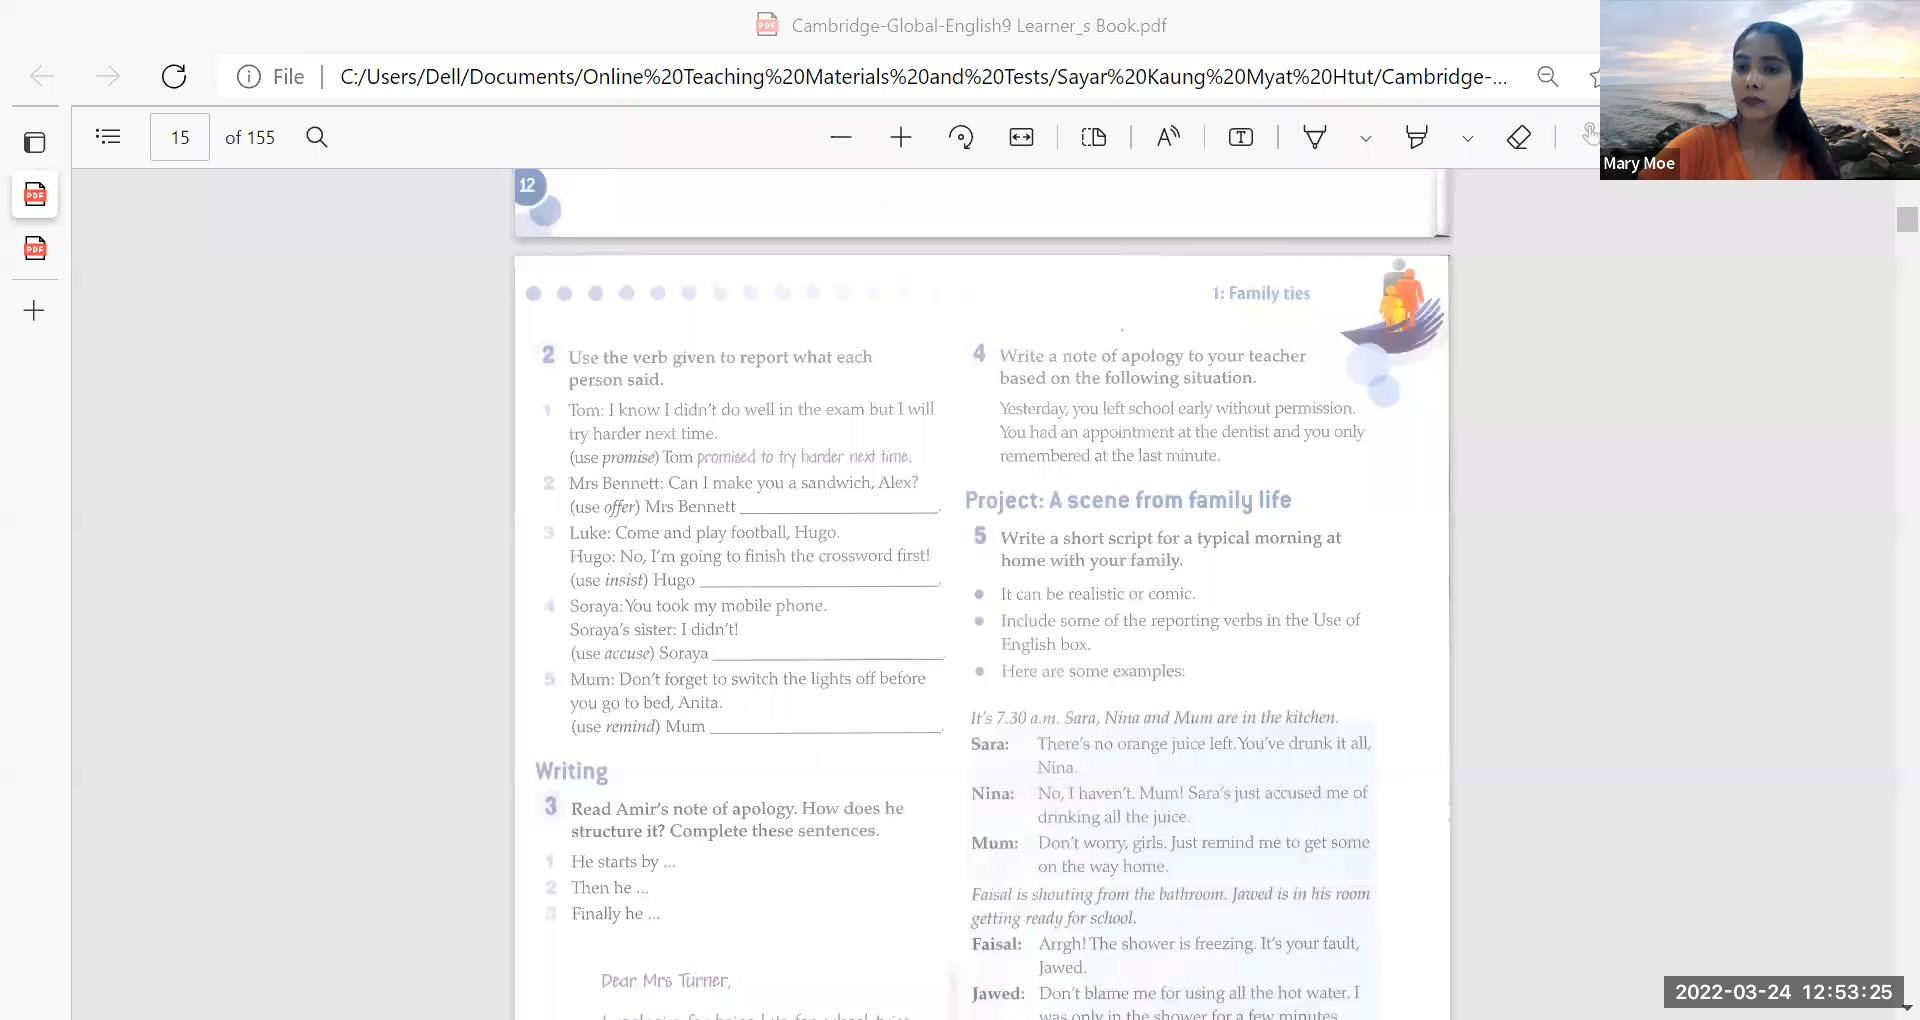 Cambridge-Global-English9 Learner_s Book.pdf
File
C:/Users/Dell/Documents/Online%20Teaching%20Materials%20and%20Tests/Sayar%20Kaung%20Myat%20Htut/Cambridge-...
15 of 155
Mary Moe
12
1: Family ties
2 Use the verb given to report what each
person said.
1 Tom: I know I didn't do well in the exam but I will
try harder next time.
(use promise) Tom promised to try harder next time.
2 Mrs Bennett: Can I make you a sandwich, Alex?
(use offer) Mrs Bennett ____.
3 Luke: Come and play football, Hugo.
Hugo: No, I'm going to finish the crossword first!
(use insist) Hugo ____.
4 Soraya: You took my mobile phone.
Soraya's sister: I didn't!
(use accuse) Soraya ____.
5 Mum: Don't forget to switch the lights off before
you go to bed, Anita.
(use remind) Mum ____.
Writing
3 Read Amir's note of apology. How does he
structure it? Complete these sentences.
1 He starts by ...
2 Then he ...
3 Finally he ...
Dear Mrs Turner,
4 Write a note of apology to your teacher
based on the following situation.
Yesterday, you left school early without permission.
You had an appointment at the dentist and you only
remembered at the last minute.
Project: A scene from family life
5 Write a short script for a typical morning at
home with your family.
● It can be realistic or comic.
● Include some of the reporting verbs in the Use of
English box.
● Here are some examples:
It's 7.30 a.m. Sara, Nina and Mum are in the kitchen.
Sara: There's no orange juice left. You've drunk it all,
Nina.
Nina: No, I haven't. Mum! Sara's just accused me of
drinking all the juice.
Mum: Don't worry, girls. Just remind me to get some
on the way home.
Faisal is shouting from the bathroom. Jawed is in his room
getting ready for school.
Faisal: Arrgh! The shower is freezing. It's your fault,
Jawed.
Jawed: Don't blame me for using all the hot water. I
was only in the shower for a few minutes
2022-03-24 12:53:25